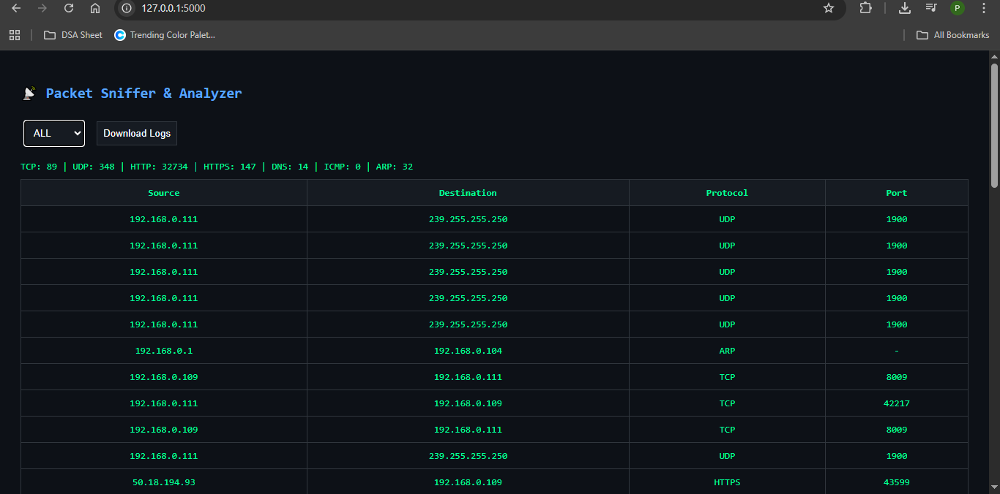 127.0.0.1:5000
P
DSA Sheet
Trending Color Palet...
All Bookmarks
Packet Sniffer & Analyzer
ALL
Download Logs
TCP: 89 | UDP: 348 | HTTP: 32734 | HTTPS: 147 | DNS: 14 | ICMP: 0 | ARP: 32
Source Destination Protocol Port
192.168.0.111 239.255.255.250 UDP 1900
192.168.0.111 239.255.255.250 UDP 1900
192.168.0.111 239.255.255.250 UDP 1900
192.168.0.111 239.255.255.250 UDP 1900
192.168.0.111 239.255.255.250 UDP 1900
192.168.0.1 192.168.0.104 ARP -
192.168.0.109 192.168.0.111 TCP 8009
192.168.0.111 192.168.0.109 TCP 42217
192.168.0.109 192.168.0.111 TCP 8009
192.168.0.111 239.255.255.250 UDP 1900
50.18.194.93 192.168.0.109 HTTPS 43599